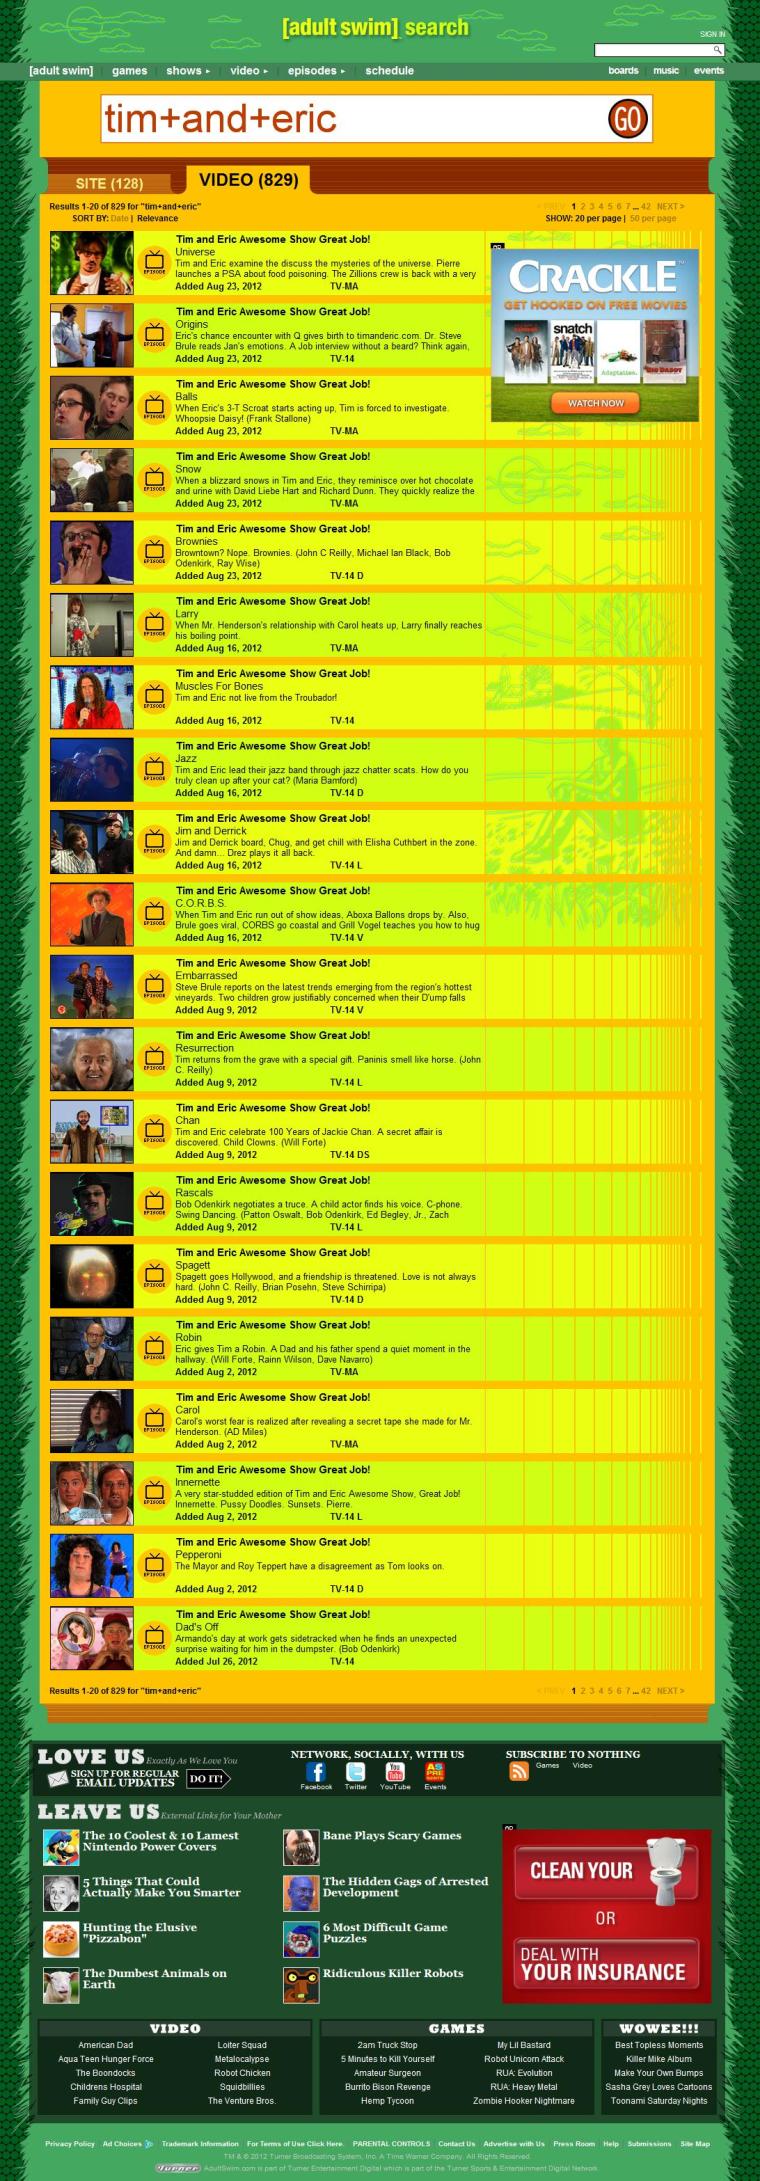 [adult swim] search
SIGN IN
[adult swim] games shows video episodes schedule boards music events
tim+and+eric GO
SITE (128) VIDEO (829)
Results 1-20 of 829 for "tim+and+eric" < PREV 1 2 3 4 5 6 7 ... 42 NEXT >
SORT BY: Date | Relevance SHOW: 20 per page | 50 per page
Tim and Eric Awesome Show Great Job!
Universe
EPISODE
Tim and Eric examine the discuss the mysteries of the universe. Pierre
launches a PSA about food poisoning. The Zillions crew is back with a very
Added Aug 23, 2012 TV-MA
Tim and Eric Awesome Show Great Job!
Origins
EPISODE
Eric's chance encounter with Q gives birth to timanderic.com. Dr. Steve
Brule reads Jan's emotions. A Job interview without a beard? Think again,
Added Aug 23, 2012 TV-14
Tim and Eric Awesome Show Great Job!
Balls
EPISODE
When Eric's 3-T Scroat starts acting up, Tim is forced to investigate.
Whoopsie Daisy! (Frank Stallone)
Added Aug 23, 2012 TV-MA
ad
CRACKLE
GET HOOKED ON FREE MOVIES
snatch
Adaptation.
BIG DADDY
WATCH NOW
Tim and Eric Awesome Show Great Job!
Snow
EPISODE
When a blizzard snows in Tim and Eric, they reminisce over hot chocolate
and urine with David Liebe Hart and Richard Dunn. They quickly realize the
Added Aug 23, 2012 TV-MA
Tim and Eric Awesome Show Great Job!
Brownies
EPISODE
Browntown? Nope. Brownies. (John C Reilly, Michael Ian Black, Bob
Odenkirk, Ray Wise)
Added Aug 23, 2012 TV-14 D
Tim and Eric Awesome Show Great Job!
Larry
EPISODE
When Mr. Henderson's relationship with Carol heats up, Larry finally reaches
his boiling point.
Added Aug 16, 2012 TV-MA
Tim and Eric Awesome Show Great Job!
Muscles For Bones
EPISODE
Tim and Eric not live from the Troubador!
Added Aug 16, 2012 TV-14
Tim and Eric Awesome Show Great Job!
Jazz
EPISODE
Tim and Eric lead their jazz band through jazz chatter scats. How do you
truly clean up after your cat? (Maria Bamford)
Added Aug 16, 2012 TV-14 D
Tim and Eric Awesome Show Great Job!
Jim and Derrick
EPISODE
Jim and Derrick board, Chug, and get chill with Elisha Cuthbert in the zone.
And damn... Drez plays it all back.
Added Aug 16, 2012 TV-14 L
Tim and Eric Awesome Show Great Job!
C.O.R.B.S.
EPISODE
When Tim and Eric run out of show ideas, Aboxa Ballons drops by. Also,
Brule goes viral, CORBS go coastal and Grill Vogel teaches you how to hug
Added Aug 16, 2012 TV-14 V
Tim and Eric Awesome Show Great Job!
Embarrassed
EPISODE
Steve Brule reports on the latest trends emerging from the region's hottest
vineyards. Two children grow justifiably concerned when their D'ump falls
Added Aug 9, 2012 TV-14 V
Tim and Eric Awesome Show Great Job!
Resurrection
EPISODE
Tim returns from the grave with a special gift. Paninis smell like horse. (John
C. Reilly)
Added Aug 9, 2012 TV-14 L
Tim and Eric Awesome Show Great Job!
Chan
EPISODE
Tim and Eric celebrate 100 Years of Jackie Chan. A secret affair is
discovered. Child Clowns. (Will Forte)
Added Aug 9, 2012 TV-14 DS
Tim and Eric Awesome Show Great Job!
Rascals
EPISODE
Bob Odenkirk negotiates a truce. A child actor finds his voice. C-phone.
Swing Dancing. (Patton Oswalt, Bob Odenkirk, Ed Begley, Jr., Zach
Added Aug 9, 2012 TV-14 L
Tim and Eric Awesome Show Great Job!
Spagett
EPISODE
Spagett goes Hollywood, and a friendship is threatened. Love is not always
hard. (John C. Reilly, Brian Posehn, Steve Schirripa)
Added Aug 9, 2012 TV-14 D
Tim and Eric Awesome Show Great Job!
Robin
EPISODE
Eric gives Tim a Robin. A Dad and his father spend a quiet moment in the
hallway. (Will Forte, Rainn Wilson, Dave Navarro)
Added Aug 2, 2012 TV-MA
Tim and Eric Awesome Show Great Job!
Carol
EPISODE
Carol's worst fear is realized after revealing a secret tape she made for Mr.
Henderson. (AD Miles)
Added Aug 2, 2012 TV-MA
Tim and Eric Awesome Show Great Job!
Innernette
EPISODE
A very star-studded edition of Tim and Eric Awesome Show, Great Job!
Innernette. Pussy Doodles. Sunsets. Pierre.
Added Aug 2, 2012 TV-14 L
Tim and Eric Awesome Show Great Job!
Pepperoni
EPISODE
The Mayor and Roy Teppert have a disagreement as Tom looks on.
Added Aug 2, 2012 TV-14 D
Tim and Eric Awesome Show Great Job!
Dad's Off
EPISODE
Armando's day at work gets sidetracked when he finds an unexpected
surprise waiting for him in the dumpster. (Bob Odenkirk)
Added Jul 26, 2012 TV-14
Results 1-20 of 829 for "tim+and+eric" < PREV 1 2 3 4 5 6 7 ... 42 NEXT >
LOVE US Exactly As We Love You
SIGN UP FOR REGULAR
EMAIL UPDATES DO IT!
NETWORK, SOCIALLY, WITH US
Facebook Twitter YouTube Events
SUBSCRIBE TO NOTHING
Games Video
LEAVE US External Links for Your Mother
The 10 Coolest & 10 Lamest
Nintendo Power Covers
Bane Plays Scary Games
5 Things That Could
Actually Make You Smarter
The Hidden Gags of Arrested
Development
Hunting the Elusive
"Pizzabon"
6 Most Difficult Game
Puzzles
The Dumbest Animals on
Earth
Ridiculous Killer Robots
ad
CLEAN YOUR
OR
DEAL WITH
YOUR INSURANCE
VIDEO
American Dad Loiter Squad
Aqua Teen Hunger Force Metalocalypse
The Boondocks Robot Chicken
Childrens Hospital Squidbillies
Family Guy Clips The Venture Bros.
GAMES
2am Truck Stop My Lil Bastard
5 Minutes to Kill Yourself Robot Unicorn Attack
Amateur Surgeon RUA: Evolution
Burrito Bison Revenge RUA: Heavy Metal
Hemp Tycoon Zombie Hooker Nightmare
WOWEE!!!
Best Topless Moments
Killer Mike Album
Make Your Own Bumps
Sasha Grey Loves Cartoons
Toonami Saturday Nights
Privacy Policy Ad Choices Trademark Information For Terms of Use Click Here. PARENTAL CONTROLS Contact Us Advertise with Us Press Room Help Submissions Site Map
TM & © 2012 Turner Broadcasting System, Inc. A Time Warner Company. All Rights Reserved.
Turner AdultSwim.com is part of Turner Entertainment Digital which is part of the Turner Sports & Entertainment Digital Network.